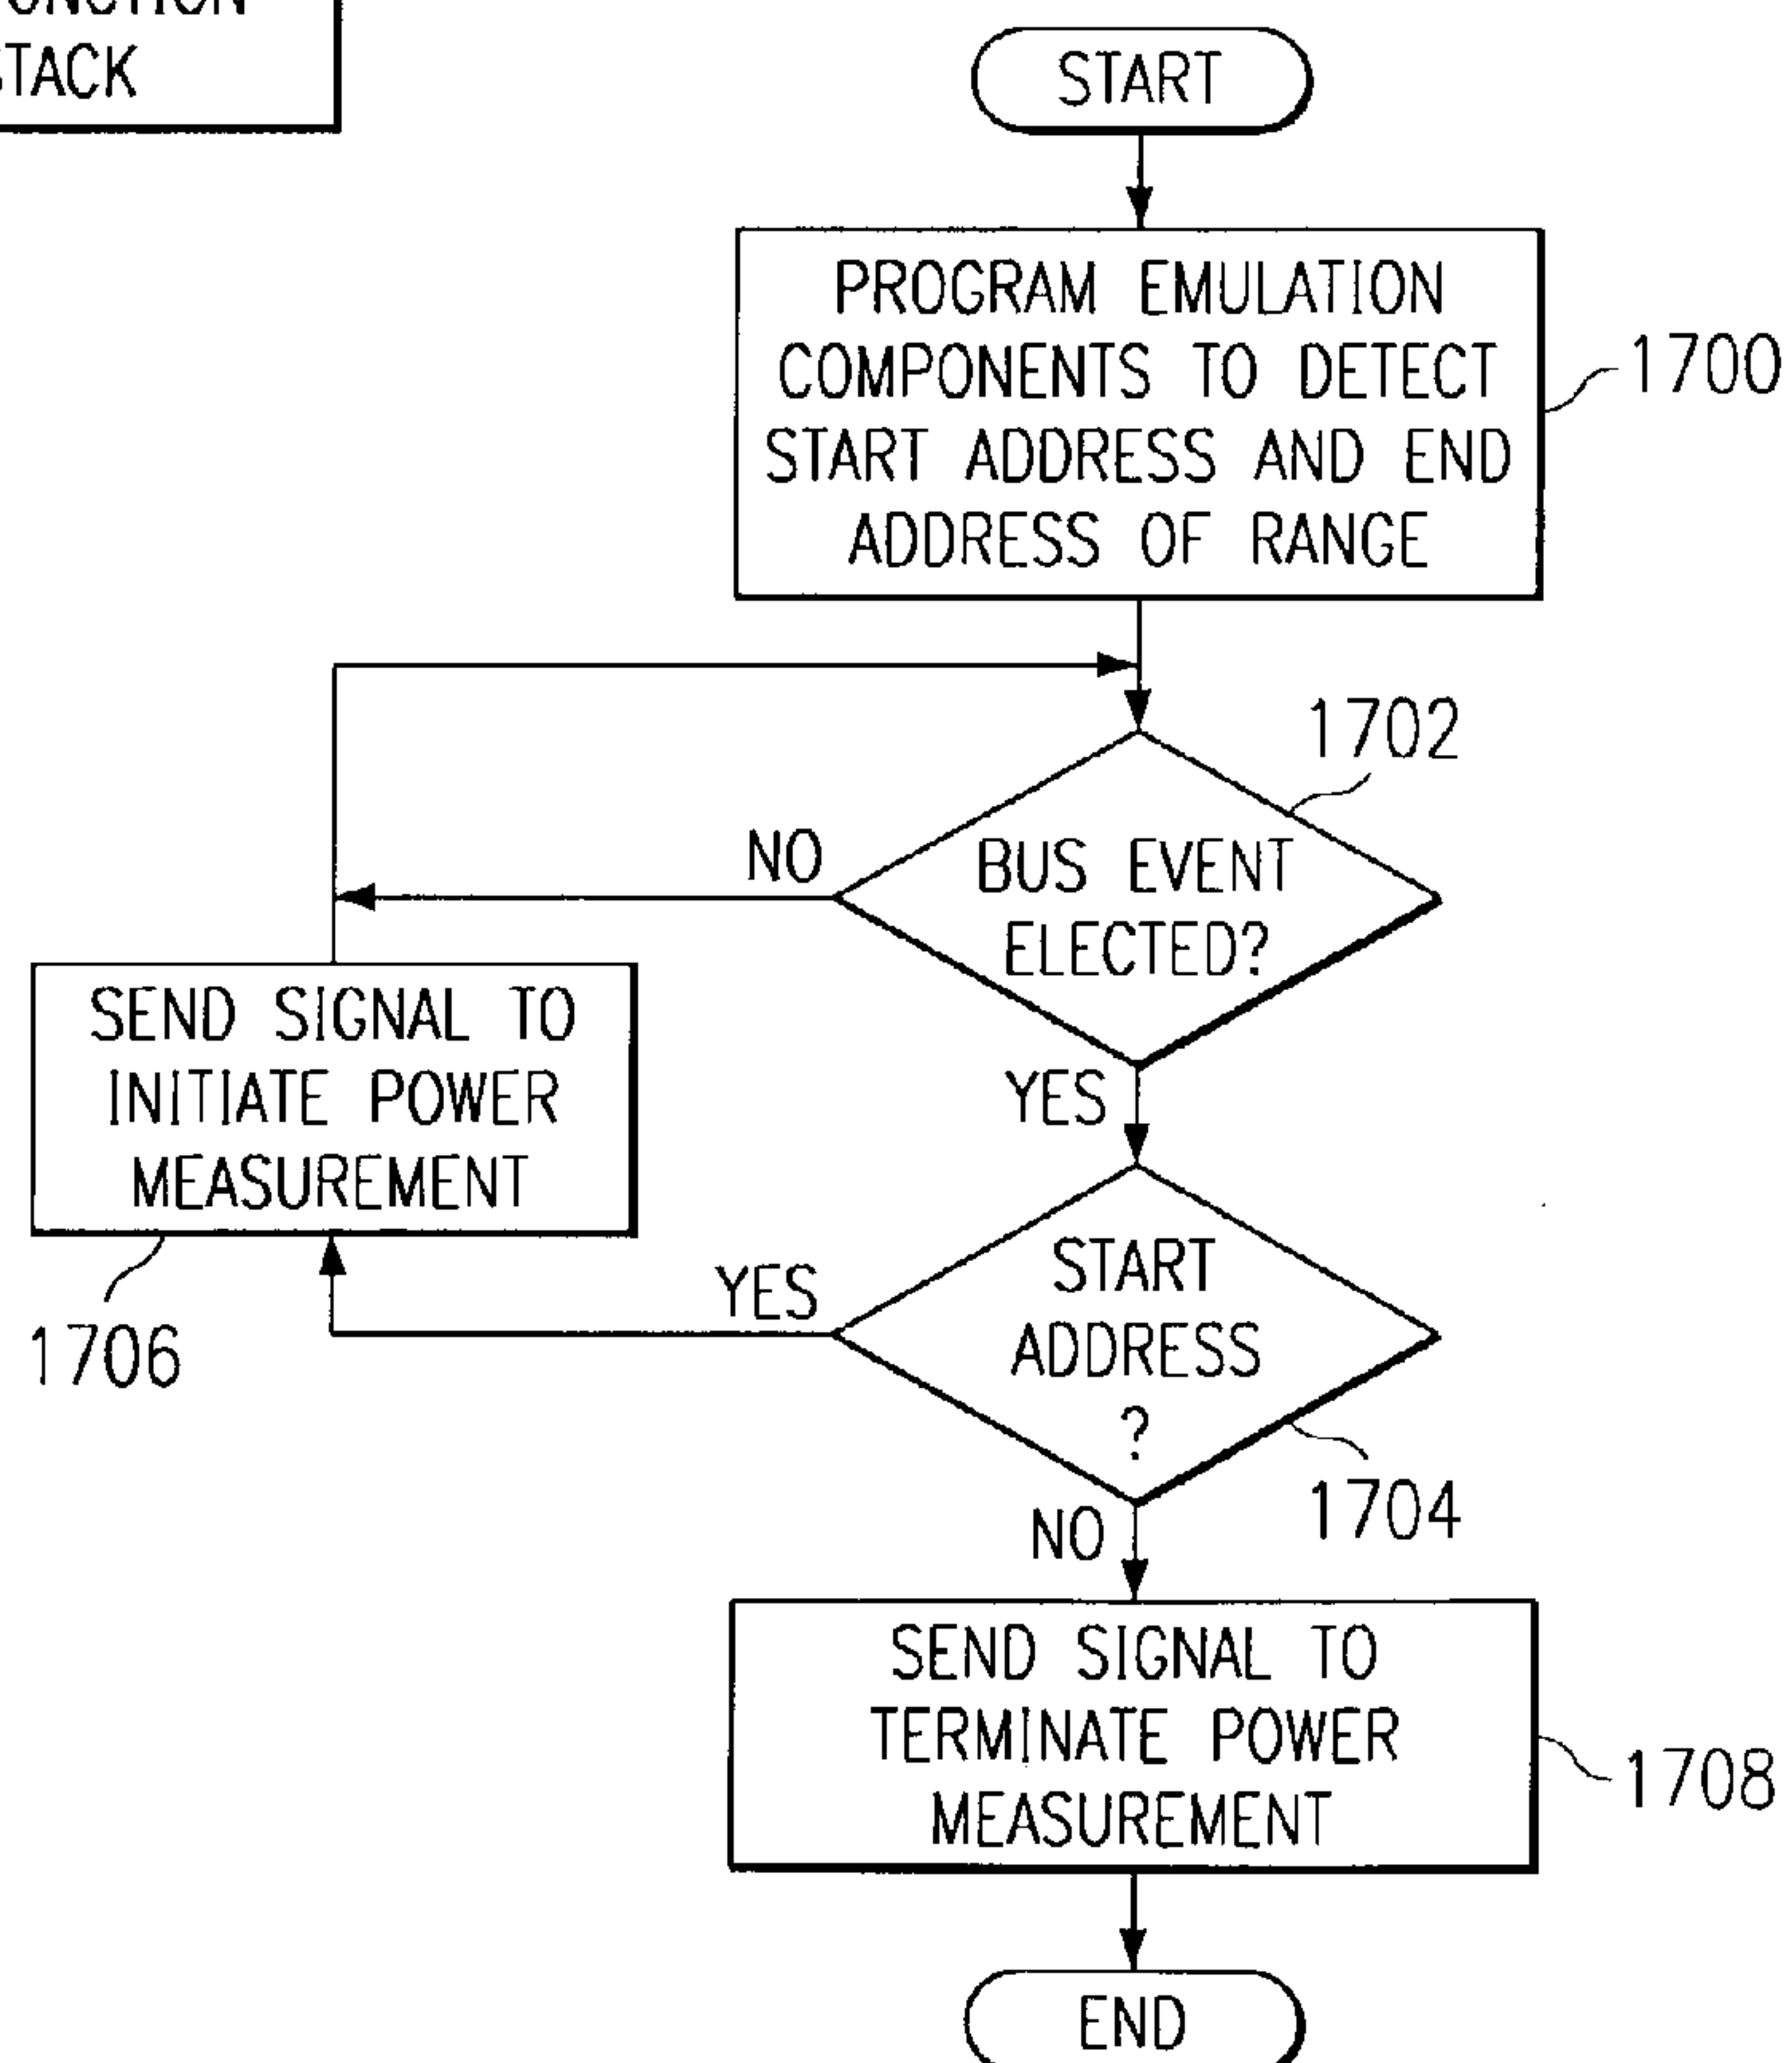 STACK
START
PROGRAM EMULATION
COMPONENTS TO DETECT
START ADDRESS AND END
ADDRESS OF RANGE
1700
1702
BUS EVENT
ELECTED?
NO
YES
SEND SIGNAL TO
INITIATE POWER
MEASUREMENT
1706
START
ADDRESS
?
YES
1704
NO
SEND SIGNAL TO
TERMINATE POWER
MEASUREMENT
1708
END